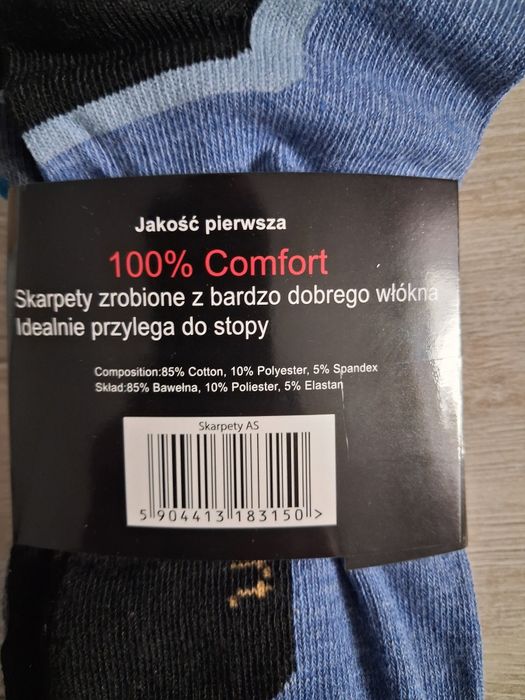 Jakość pierwsza
100% Comfort
Skarpety zrobione z bardzo dobrego włókna
Idealnie przylega do stopy
Composition:85% Cotton, 10% Polyester, 5% Spandex
Skład:85% Bawełna, 10% Poliester, 5% Elastan
Skarpety AS
5 904413 183150 >